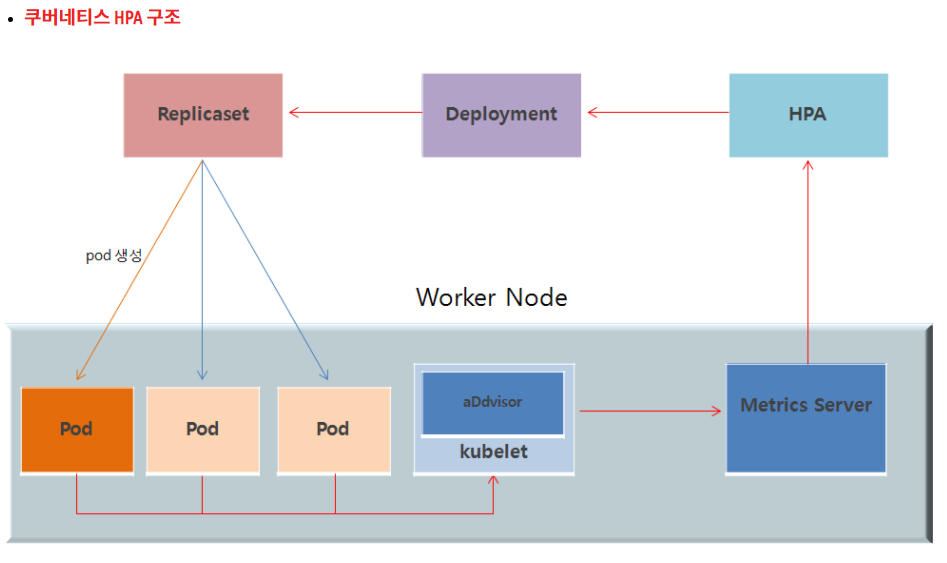 쿠버네티스 HPA 구조
Replicaset
Deployment
HPA
pod 생성
Worker Node
Pod
Pod
Pod
aDdvisor
kubelet
Metrics Server